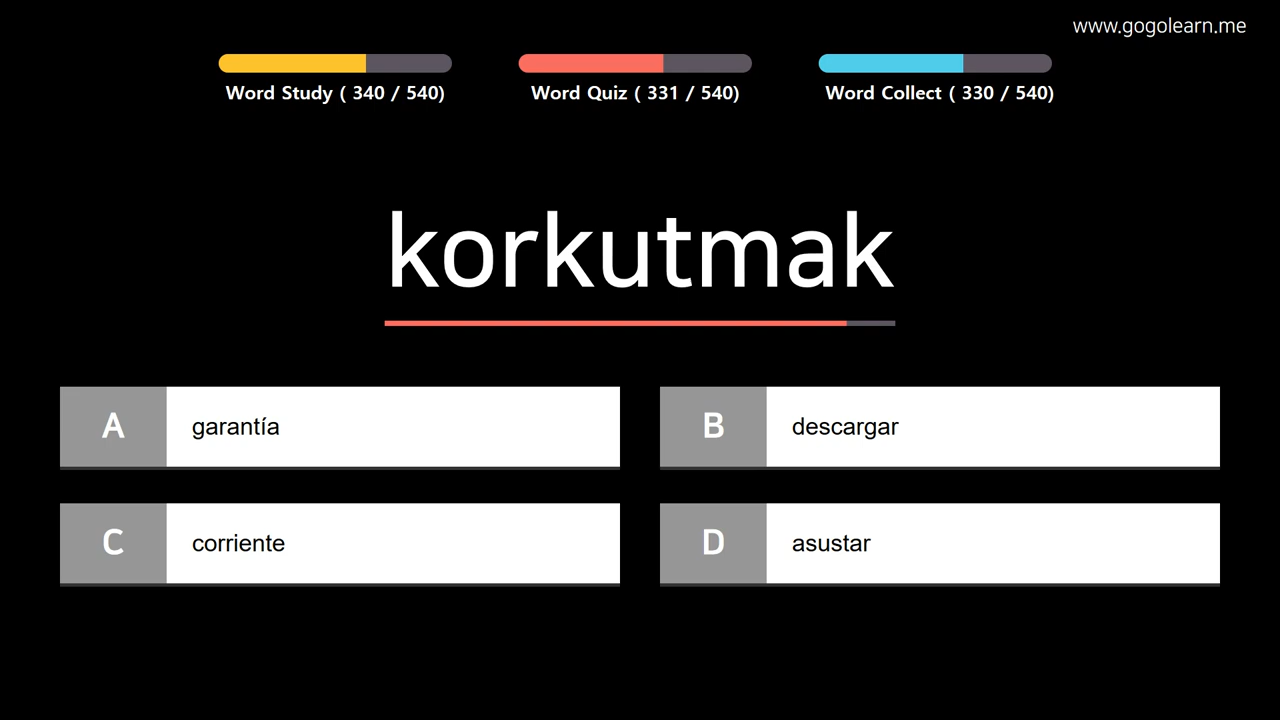 www.gogolearn.me
Word Study ( 340 / 540)
Word Quiz ( 331 / 540)
Word Collect ( 330 / 540)
korkutmak
A garantía
B descargar
C corriente
D asustar